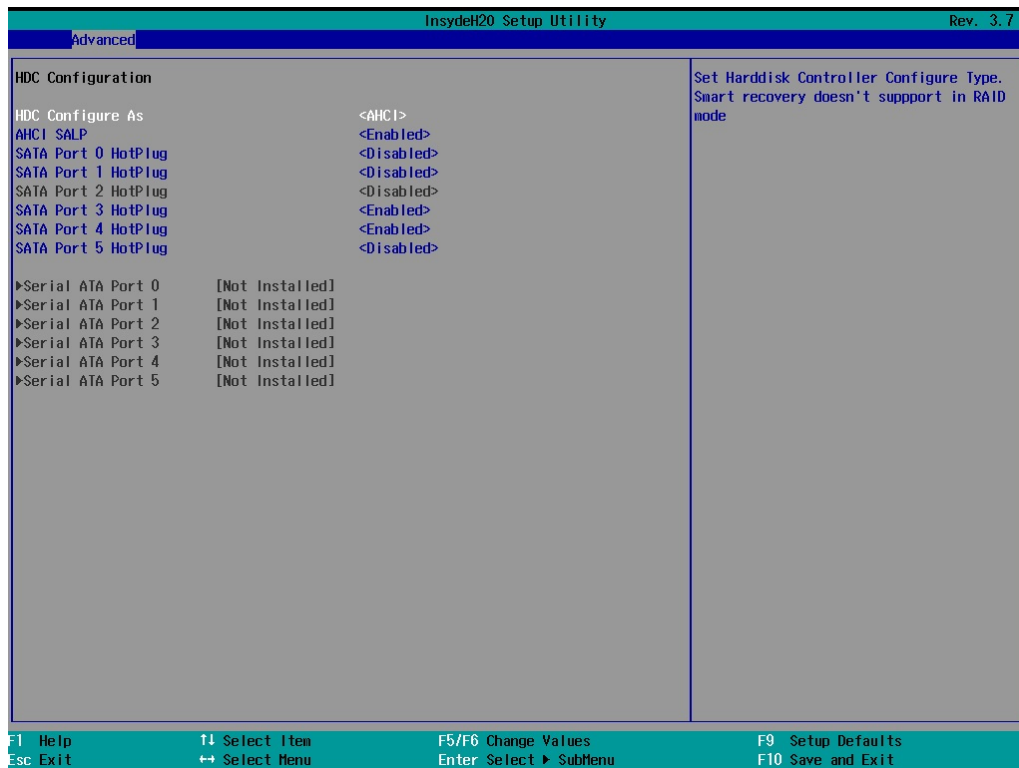 InsydeH20 Setup Utility Rev. 3.7
Advanced
HDC Configuration
HDC Configure As <AHCI>
AHCI SALP <Enabled>
SATA Port 0 HotPlug <Disabled>
SATA Port 1 HotPlug <Disabled>
SATA Port 2 HotPlug <Disabled>
SATA Port 3 HotPlug <Enabled>
SATA Port 4 HotPlug <Enabled>
SATA Port 5 HotPlug <Disabled>
▶Serial ATA Port 0 [Not Installed]
▶Serial ATA Port 1 [Not Installed]
▶Serial ATA Port 2 [Not Installed]
▶Serial ATA Port 3 [Not Installed]
▶Serial ATA Port 4 [Not Installed]
▶Serial ATA Port 5 [Not Installed]
Set Harddisk Controller Configure Type.
Smart recovery doesn't suppport in RAID
mode
F1 Help ↑↓ Select Item F5/F6 Change Values F9 Setup Defaults
Esc Exit ↔ Select Menu Enter Select ▶ SubMenu F10 Save and Exit